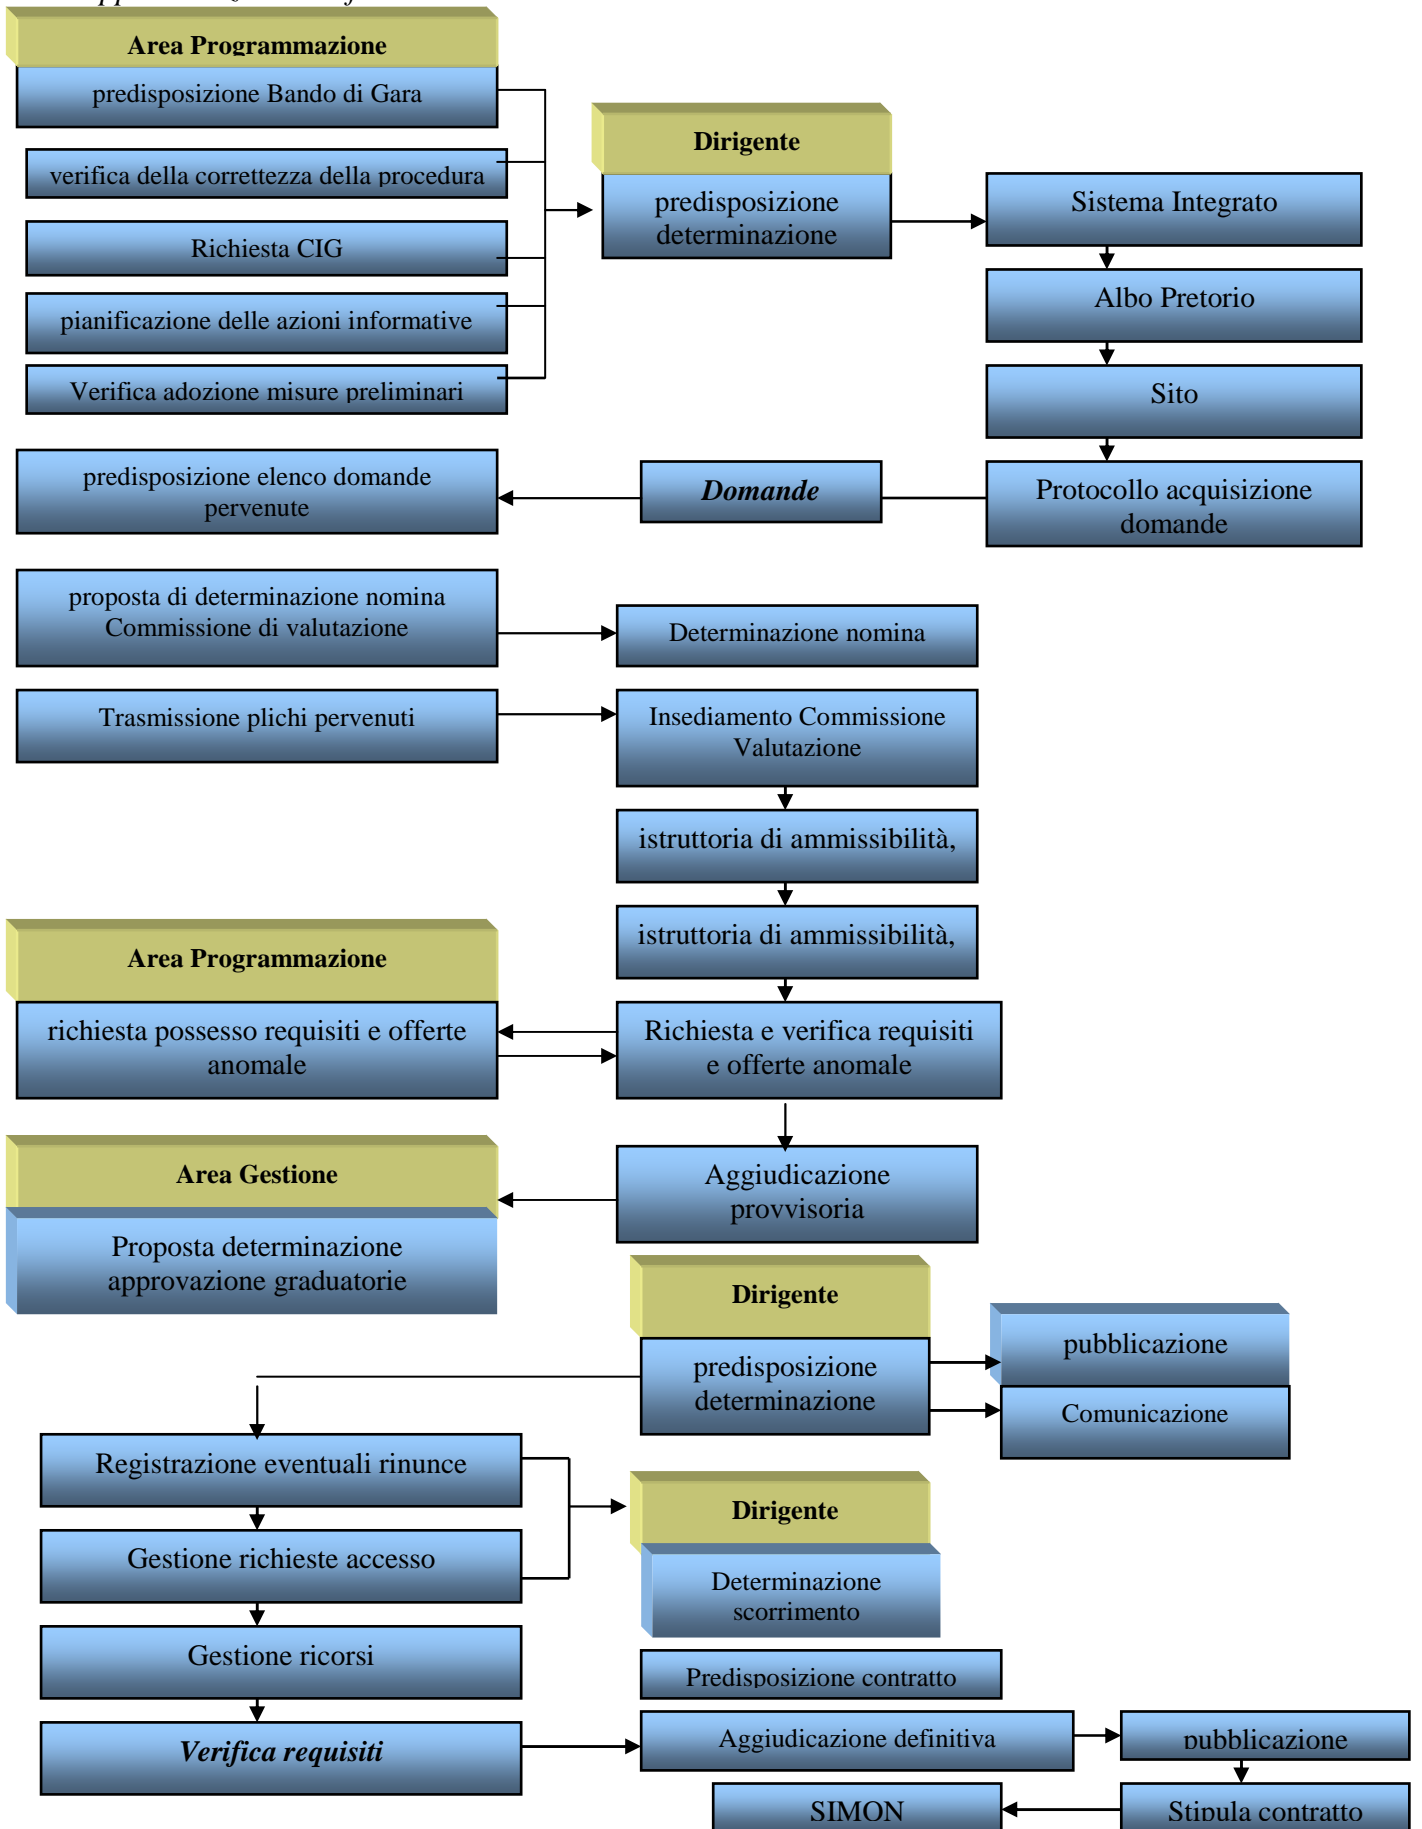 Area Programmazione
predisposizione Bando di Gara
verifica della correttezza della procedura
Richiesta CIG
pianificazione delle azioni informative
Verifica adozione misure preliminari
Dirigente
predisposizione
determinazione
Sistema Integrato
Albo Pretorio
Sito
Protocollo acquisizione
domande
Domande
predisposizione elenco domande
pervenute
proposta di determinazione nomina
Commissione di valutazione
Determinazione nomina
Trasmissione plichi pervenuti
Insediamento Commissione
Valutazione
istruttoria di ammissibilità,
istruttoria di ammissibilità,
Area Programmazione
richiesta possesso requisiti e offerte
anomale
Richiesta e verifica requisiti
e offerte anomale
Aggiudicazione
provvisoria
Area Gestione
Proposta determinazione
approvazione graduatorie
Dirigente
predisposizione
determinazione
pubblicazione
Comunicazione
Registrazione eventuali rinunce
Gestione richieste accesso
Gestione ricorsi
Verifica requisiti
Dirigente
Determinazione
scorrimento
Predisposizione contratto
Aggiudicazione definitiva
pubblicazione
Stipula contratto
SIMON